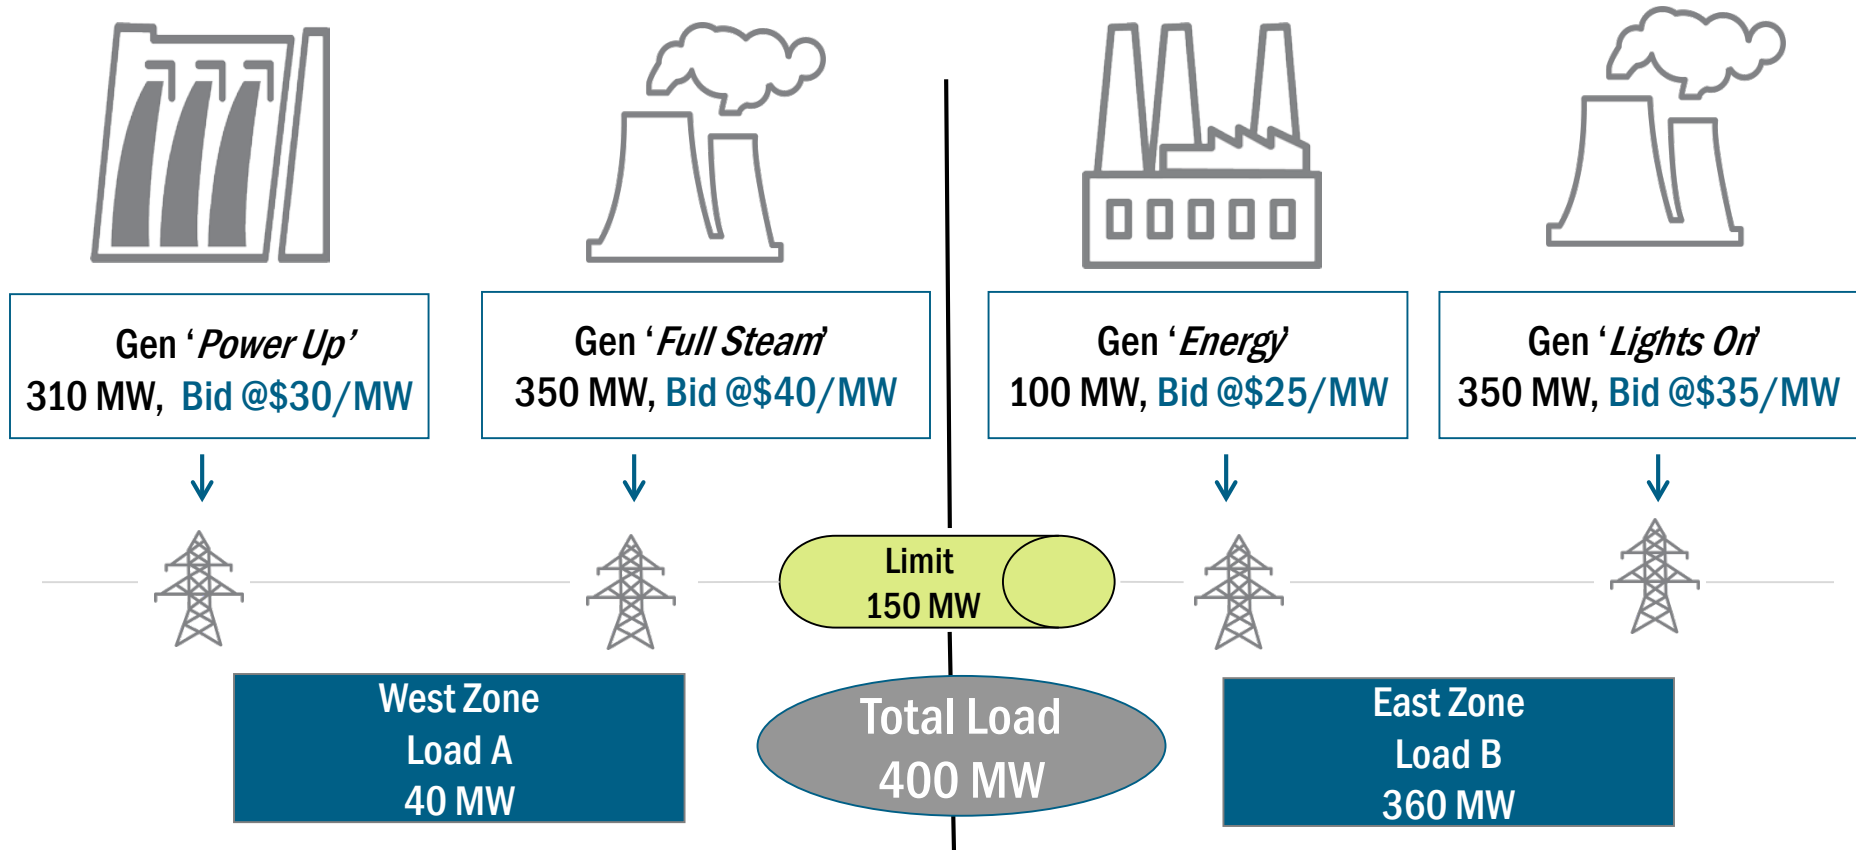 Gen ‘Power Up’
310 MW, Bid @$30/MW
Gen ‘Full Steam’
350 MW, Bid @$40/MW
Gen ‘Energy’
100 MW, Bid @$25/MW
Gen ‘Lights On’
350 MW, Bid @$35/MW
Limit
150 MW
West Zone
Load A
40 MW
Total Load
400 MW
East Zone
Load B
360 MW